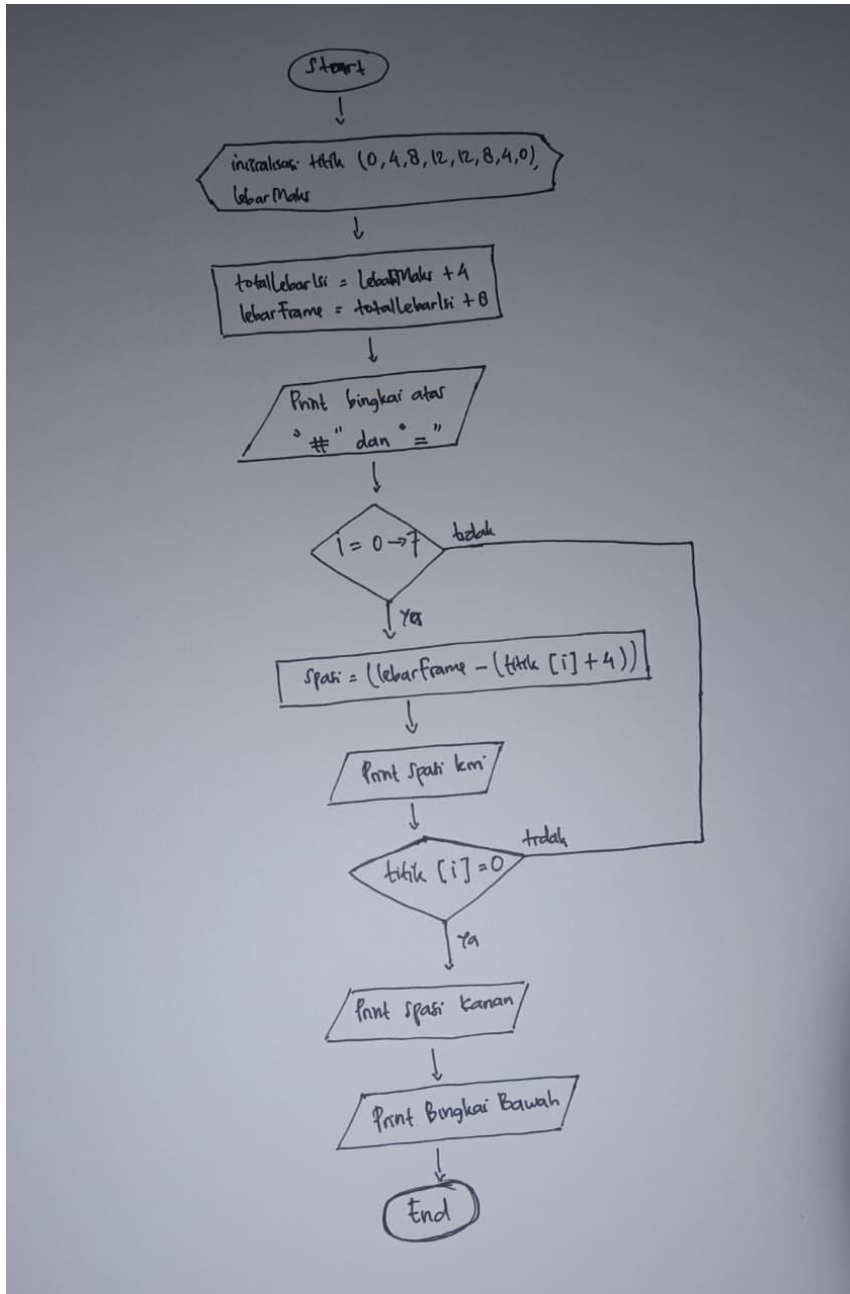 Start
inisialisasi titik (0, 4, 8, 12, 12, 8, 4, 0),
lebarMaks
totalLebarIsi = lebarMaks + 4
lebarFrame = totalLebarIsi + 8
Print bingkai atas
"#" dan "="
i = 0 → 7
tidak
Ya
spasi = ((lebarFrame - (titik [i] + 4))
Print spasi kiri
titik [i] = 0
tidak
Ya
Print spasi kanan
Print Bingkai Bawah
End